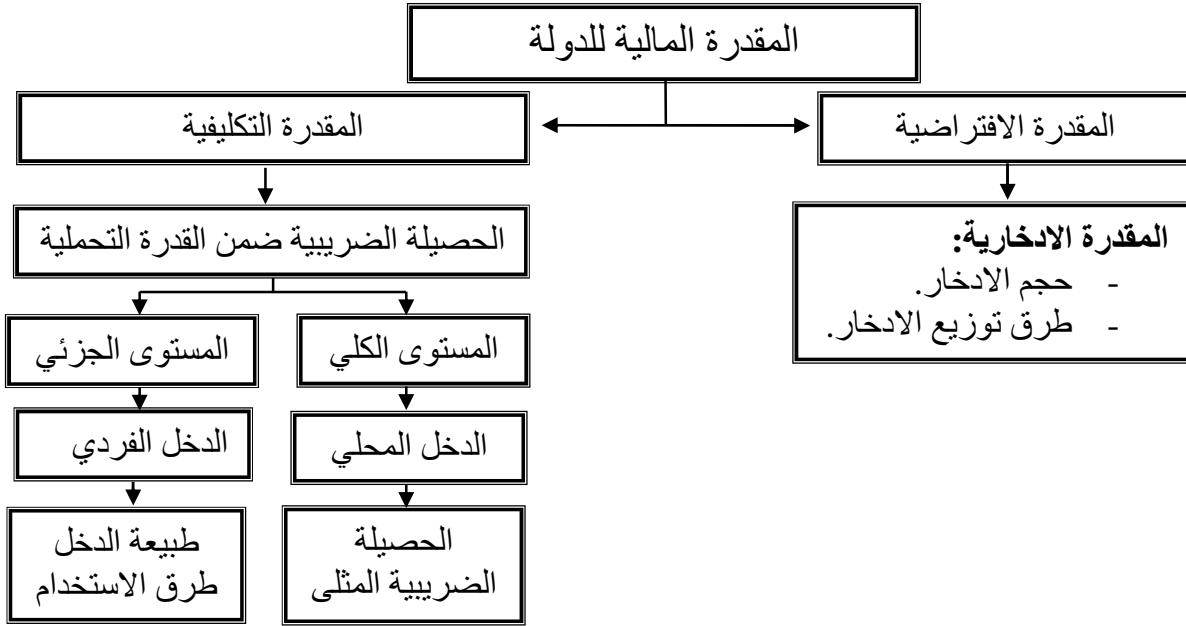 المقدرة المالية للدولة
المقدرة الافتراضية
المقدرة التكليفية
المقدرة الادخارية:
- حجم الادخار.
- طرق توزيع الادخار.
الحصيلة الضريبية ضمن القدرة التحملية
المستوى الكلي
المستوى الجزئي
الدخل المحلي
الدخل الفردي
الحصيلة
الضريبية المثلى
طبيعة الدخل
طرق الاستخدام